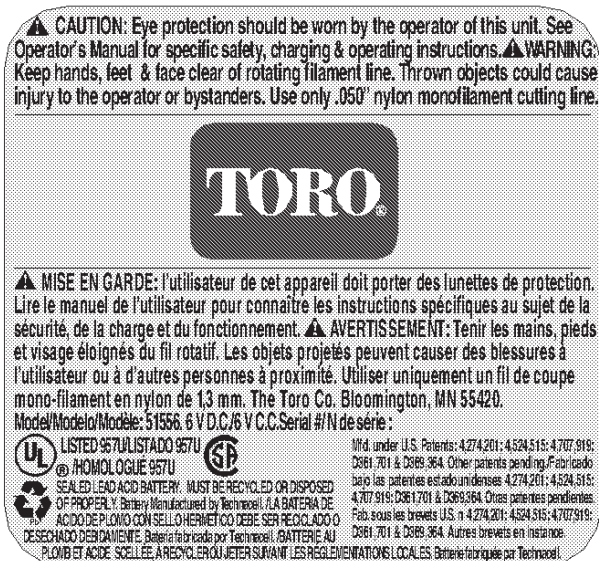 ⚠ CAUTION: Eye protection should be worn by the operator of this unit. See
Operator's Manual for specific safety, charging & operating instructions. ⚠ WARNING:
Keep hands, feet & face clear of rotating filament line. Thrown objects could cause
injury to the operator or bystanders. Use only .050" nylon monofilament cutting line.
TORO®
⚠ MISE EN GARDE: l'utilisateur de cet appareil doit porter des lunettes de protection.
Lire le manuel de l'utilisateur pour connaître les instructions spécifiques au sujet de la
sécurité, de la charge et du fonctionnement. ⚠ AVERTISSEMENT: Tenir les mains, pieds
et visage éloignés du fil rotatif. Les objets projetés peuvent causer des blessures à
l'utilisateur ou à d'autres personnes à proximité. Utiliser uniquement un fil de coupe
mono-filament en nylon de 1,3 mm. The Toro Co. Bloomington, MN 55420.
Model/Modelo/Modèle: 51556. 6 V D.C./6 V C.C. Serial #/N de série :
UL® LISTED 957U/LISTADO 957U
/HOMOLOGUÉ 957U
SA
SEALED LEAD ACID BATTERY. MUST BE RECYCLED OR DISPOSED
OF PROPERLY. Battery Manufactured by Technacell. /LA BATERIA DE
Pb
ACIDO DE PLOMO CON SELLO HERMETICO DEBE SER RECICLADO O
DESECHADO DEBIDAMENTE. Bateria fabricada por Technacell. /BATTERIE AU
PLOMB ET ACIDE SCELLEE, A RECYCLER OU JETER SUIVANT LES REGLEMENTATIONS LOCALES. Batterie fabriquée par Technacell.
Mfd. under U.S. Patents: 4,274,201; 4,524,515; 4,707,919;
D361,701 & D369,364. Other patents pending./Fabricado
bajo las patentes estadounidenses 4,274,201; 4,524,515;
4,707,919; D361,701 & D369,364. Otras patentes pendientes.
Fab. sous les brevets U.S. n 4,274,201; 4,524,515; 4,707,919;
D361,701 & D369,364. Autres brevets en instance.